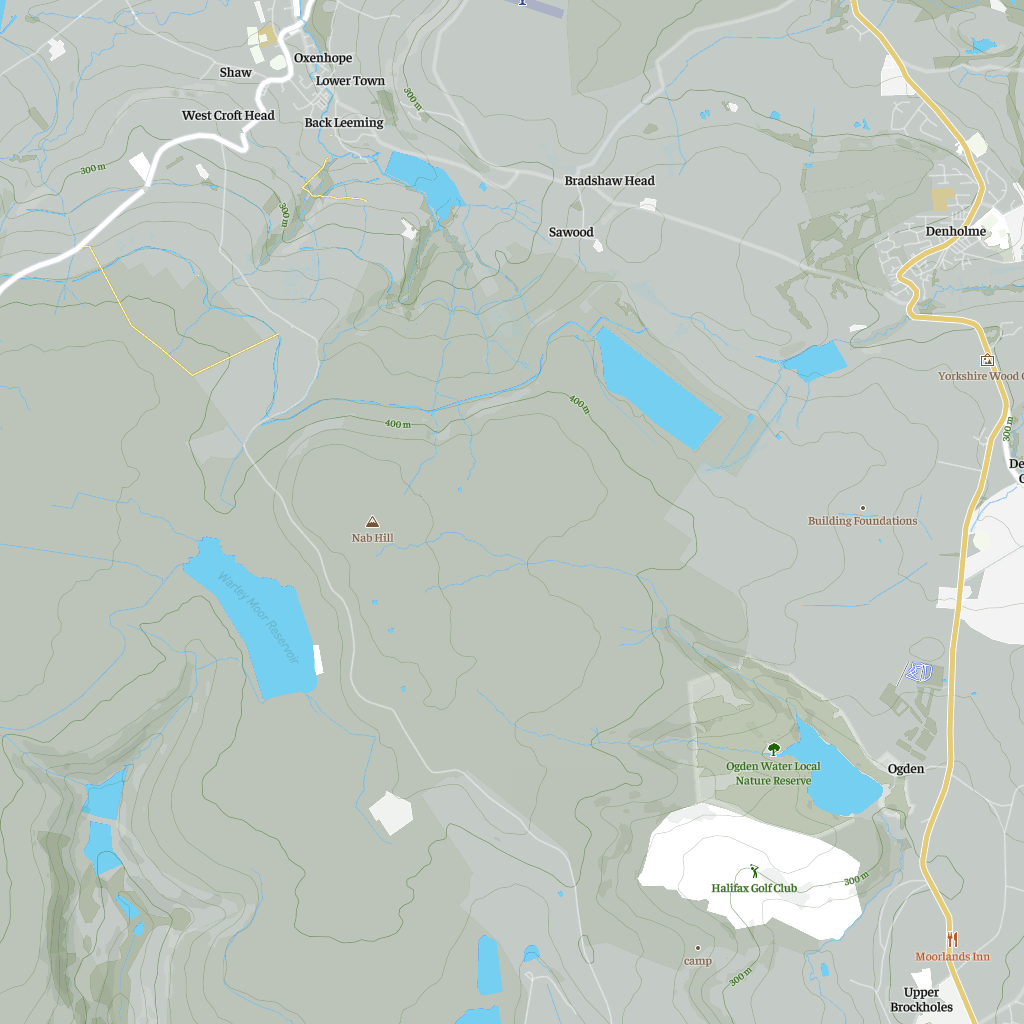 Oxenhope
Shaw
Lower Town
300 m
West Croft Head
Back Leeming
300 m
Bradshaw Head
300 m
Sawood
Denholme
Yorkshire Wood
400 m
400 m
300 m
Building Foundations
Nab Hill
Warley Moor Reservoir
Ogden Water Local
Nature Reserve
Ogden
300 m
Halifax Golf Club
Moorlands Inn
camp
300 m
Upper
Brockholes